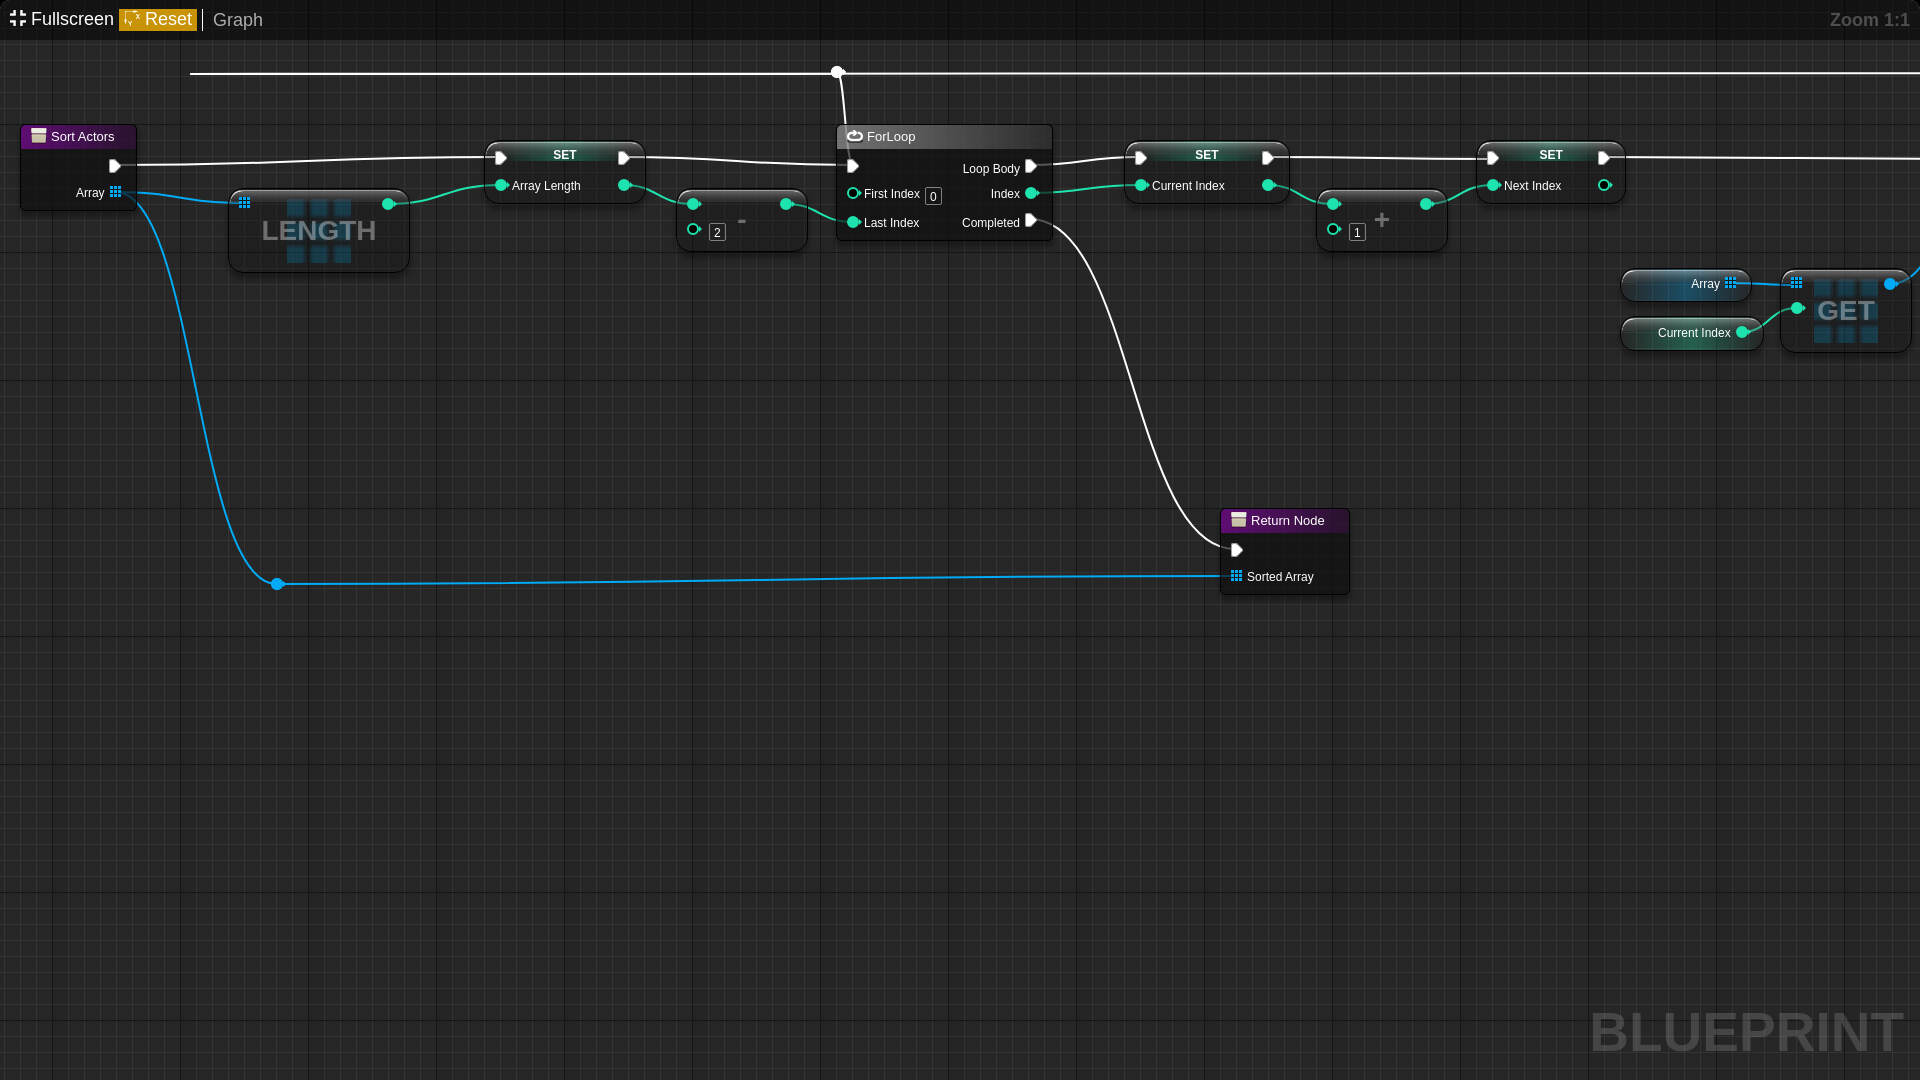 Fullscreen Reset Graph Zoom 1:1
Sort Actors
Array
LENGTH
SET
Array Length
2 -
ForLoop
Loop Body
First Index 0 Index
Last Index Completed
SET
Current Index
1 +
SET
Next Index
Array
Current Index
GET
Return Node
Sorted Array
BLUEPRINT